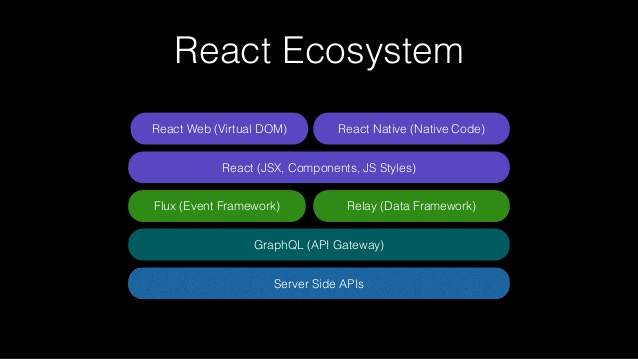 React Ecosystem
React Web (Virtual DOM)
React Native (Native Code)
React (JSX, Components, JS Styles)
Flux (Event Framework)
Relay (Data Framework)
GraphQL (API Gateway)
Server Side APIs